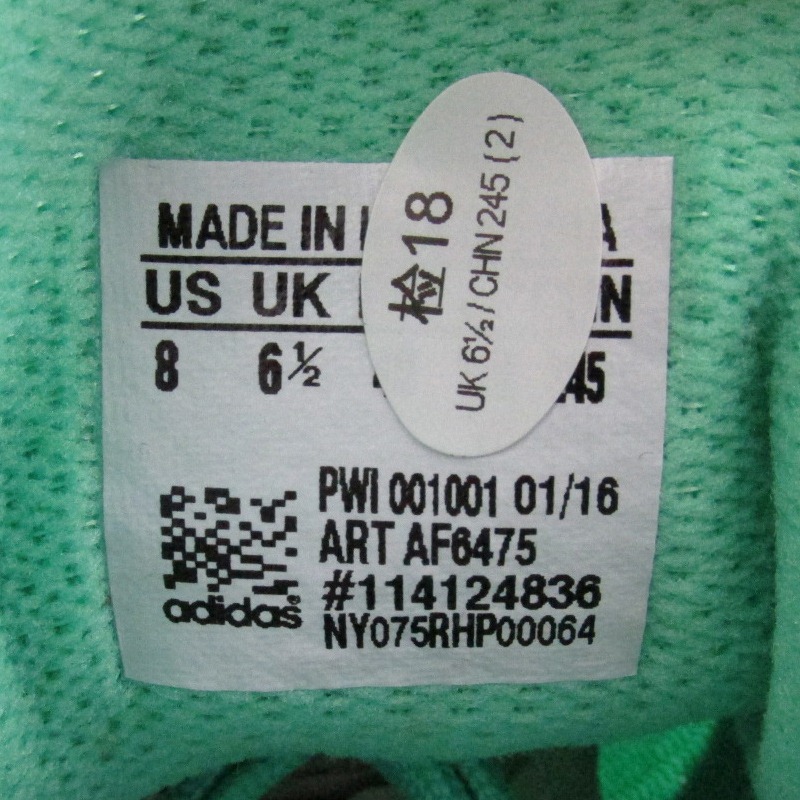 MADE IN
US UK
8 6½ 45
检18
UK 6½ / CHN 245 (2)
PWI 001001 01/16
ART AF6475
#114124836
NY075RHP00064
adidas®